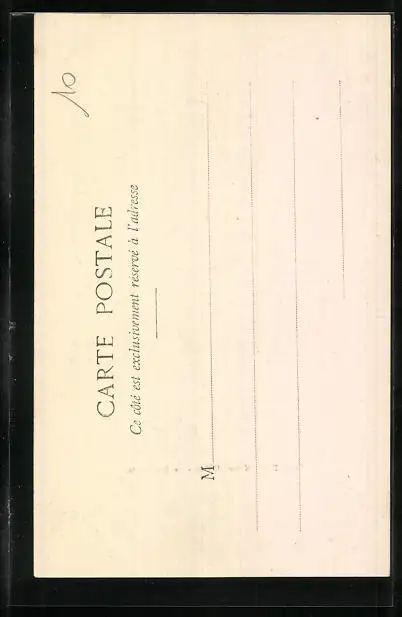 10
CARTE POSTALE
Ce côté est exclusivement réservé à l'adresse
M